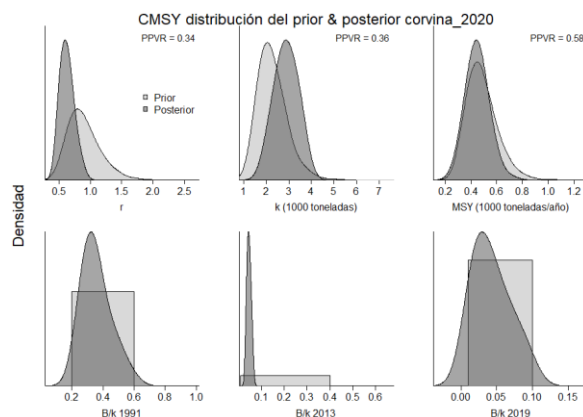 CMSY distribución del prior & posterior corvina_2020
PPVR = 0.34
PPVR = 0.36
PPVR = 0.58
Prior
Posterior
0.5 1.0 1.5 2.0 2.5
1 2 3 4 5 6 7
0.2 0.4 0.6 0.8 1.0 1.2
r
k (1000 toneladas)
MSY (1000 toneladas/año)
Densidad
0.2 0.4 0.6 0.8 1.0
0.1 0.2 0.3 0.4 0.5 0.6
0.00 0.05 0.10 0.15
B/k 1991
B/k 2013
B/k 2019